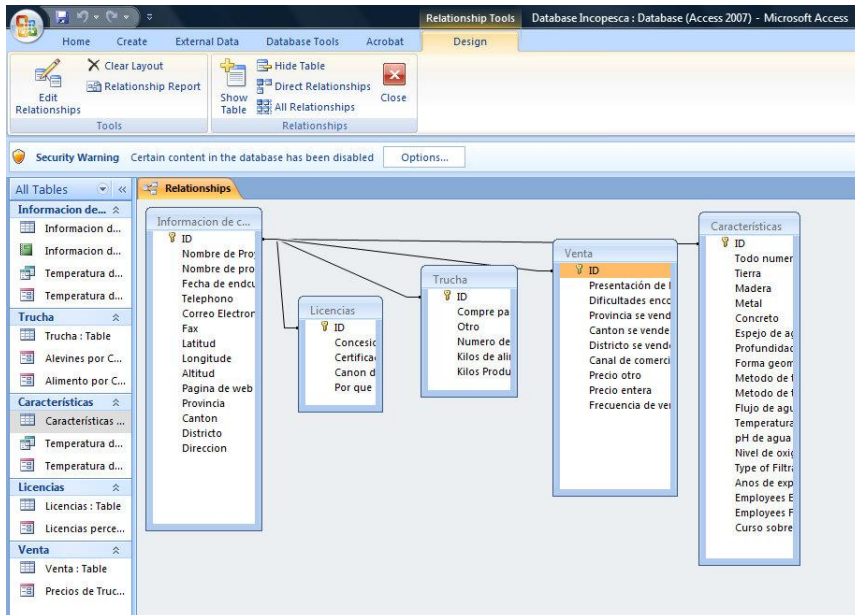 Relationship Tools Database Incopesca : Database (Access 2007) - Microsoft Access
Home Create External Data Database Tools Acrobat Design
Edit Relationships
Clear Layout
Relationship Report
Tools
Show Table
Hide Table
Direct Relationships
All Relationships
Close
Relationships
Security Warning Certain content in the database has been disabled Options...
All Tables
Informacion de...
Informacion d...
Informacion d...
Temperatura d...
Temperatura d...
Trucha
Trucha : Table
Alevines por C...
Alimento por C...
Características
Características ...
Temperatura d...
Temperatura d...
Licencias
Licencias : Table
Licencias perce...
Venta
Venta : Table
Precios de Truc...
Relationships
Informacion de c...
ID
Nombre de Pro
Nombre de pro
Fecha de endcu
Telephono
Correo Electror
Fax
Latitud
Longitude
Altitud
Pagina de web
Provincia
Canton
Districto
Direccion
Licencias
ID
Concesic
Certifica
Canon d
Por que
Trucha
ID
Compre pa
Otro
Numero de
Kilos de ali
Kilos Produ
Venta
ID
Presentación de l
Dificultades enco
Provincia se vend
Canton se vende
Districto se vend
Canal de comerci
Precio otro
Precio entera
Frecuencia de ve
Características
ID
Todo numer
Tierra
Madera
Metal
Concreto
Espejo de ag
Profundidac
Forma geom
Metodo de t
Metodo de t
Flujo de agu
Temperatura
pH de agua
Nivel de oxig
Type of Filtra
Anos de exp
Employees E
Employees F
Curso sobre